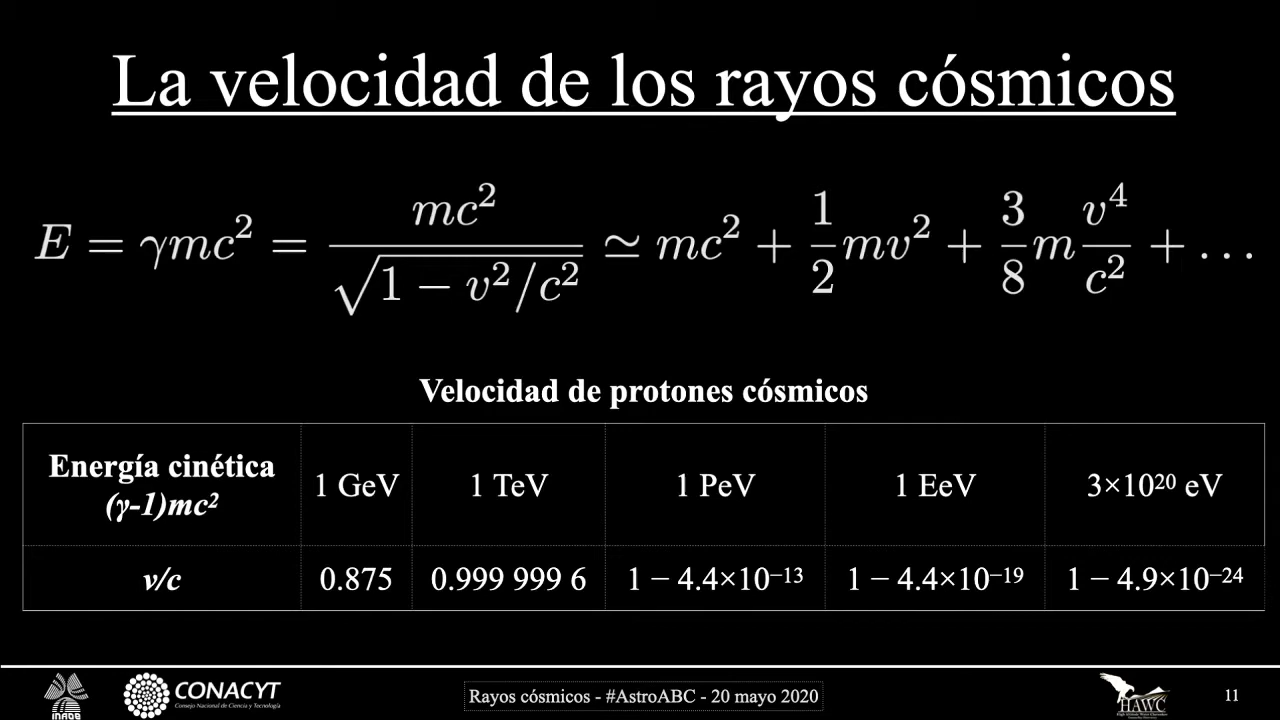 La velocidad de los rayos cósmicos
E = γmc² = mc² / √(1 − v²/c²) ≃ mc² + 1/2 mv² + 3/8 m v⁴/c² + …
Velocidad de protones cósmicos
Energía cinética (γ-1)mc² 1 GeV 1 TeV 1 PeV 1 EeV 3×10²⁰ eV
v/c 0.875 0.999 999 6 1 − 4.4×10⁻¹³ 1 − 4.4×10⁻¹⁹ 1 − 4.9×10⁻²⁴
INAOE
CONACYT
Consejo Nacional de Ciencia y Tecnología
Rayos cósmicos - #AstroABC - 20 mayo 2020
HAWC
11